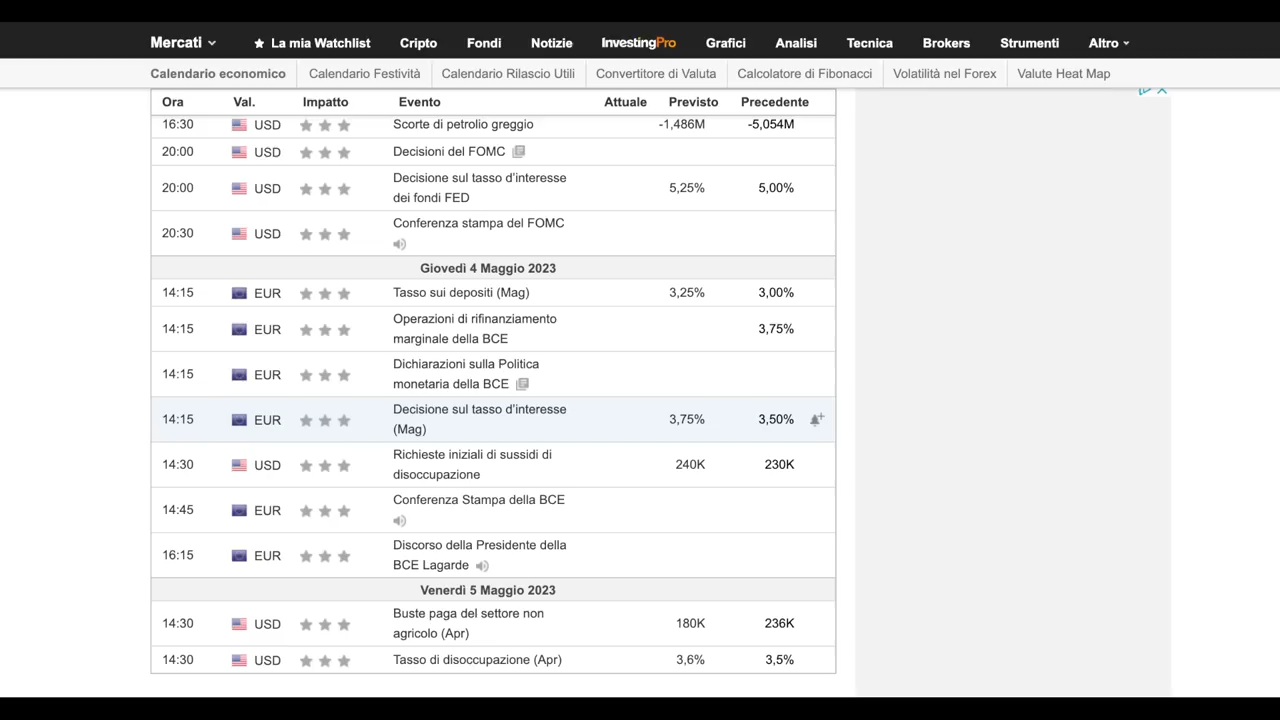 Mercati La mia Watchlist Cripto Fondi Notizie InvestingPro Grafici Analisi Tecnica Brokers Strumenti Altro
Calendario economico Calendario Festività Calendario Rilascio Utili Convertitore di Valuta Calcolatore di Fibonacci Volatilità nel Forex Valute Heat Map
Ora Val. Impatto Evento Attuale Previsto Precedente
16:30 USD Scorte di petrolio greggio -1,486M -5,054M
20:00 USD Decisioni del FOMC
20:00 USD Decisione sul tasso d’interesse 5,25% 5,00%
dei fondi FED
20:30 USD Conferenza stampa del FOMC
Giovedì 4 Maggio 2023
14:15 EUR Tasso sui depositi (Mag) 3,25% 3,00%
14:15 EUR Operazioni di rifinanziamento 3,75%
marginale della BCE
14:15 EUR Dichiarazioni sulla Politica
monetaria della BCE
14:15 EUR Decisione sul tasso d’interesse 3,75% 3,50%
(Mag)
14:30 USD Richieste iniziali di sussidi di 240K 230K
disoccupazione
14:45 EUR Conferenza Stampa della BCE
16:15 EUR Discorso della Presidente della
BCE Lagarde
Venerdì 5 Maggio 2023
14:30 USD Buste paga del settore non 180K 236K
agricolo (Apr)
14:30 USD Tasso di disoccupazione (Apr) 3,6% 3,5%